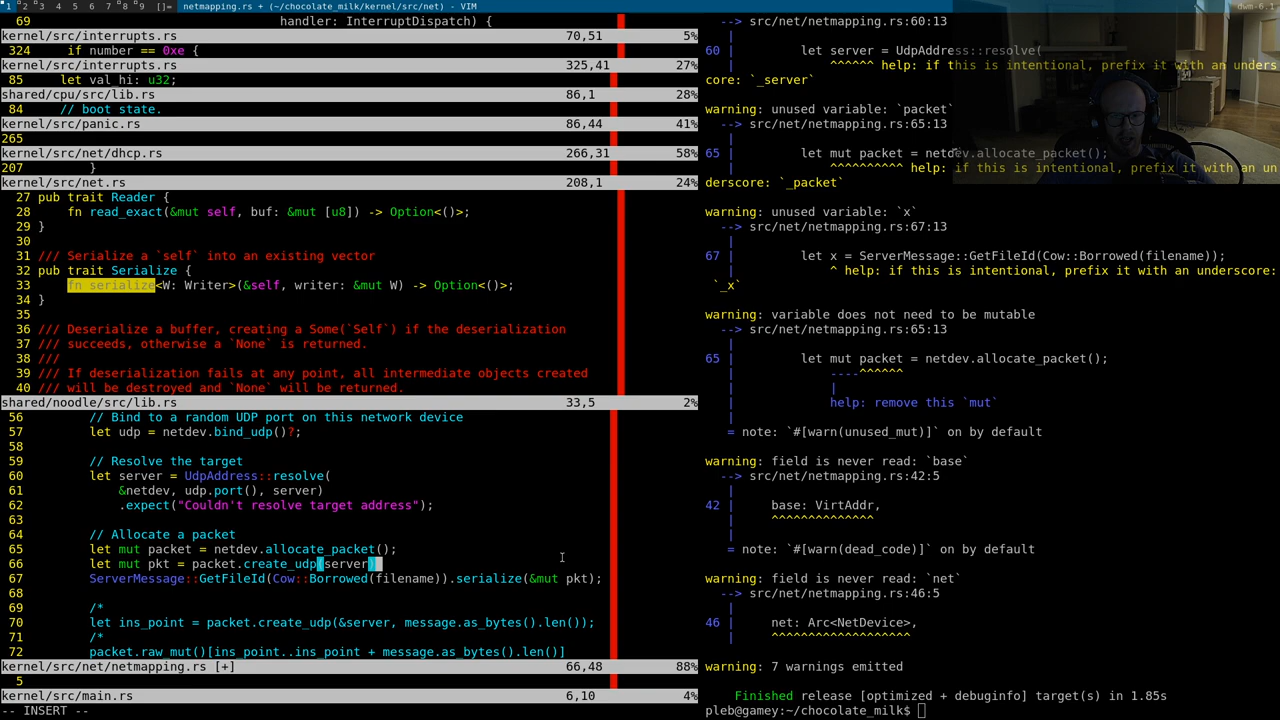 1 2 3 4 5 6 7 8 9 []= netmapping.rs + (~/chocolate_milk/kernel/src/net) - VIM dwm-6.1
69 handler: InterruptDispatch) {
kernel/src/interrupts.rs 70,51 5%
324 if number == 0xe {
kernel/src/interrupts.rs 325,41 27%
85 let val_hi: u32;
shared/cpu/src/lib.rs 86,1 28%
84 // boot state.
kernel/src/panic.rs 86,44 41%
265
kernel/src/net/dhcp.rs 266,31 58%
207 }
kernel/src/net.rs 208,1 24%
27 pub trait Reader {
28 fn read_exact(&mut self, buf: &mut [u8]) -> Option<()>;
29 }
30
31 /// Serialize a `self` into an existing vector
32 pub trait Serialize {
33 fn serialize<W: Writer>(&self, writer: &mut W) -> Option<()>;
34 }
35
36 /// Deserialize a buffer, creating a Some(`Self`) if the deserialization
37 /// succeeds, otherwise a `None` is returned.
38 ///
39 /// If deserialization fails at any point, all intermediate objects created
40 /// will be destroyed and `None` will be returned.
shared/noodle/src/lib.rs 33,5 2%
56 // Bind to a random UDP port on this network device
57 let udp = netdev.bind_udp()?;
58
59 // Resolve the target
60 let server = UdpAddress::resolve(
61 &netdev, udp.port(), server)
62 .expect("Couldn't resolve target address");
63
64 // Allocate a packet
65 let mut packet = netdev.allocate_packet();
66 let mut pkt = packet.create_udp(server)
67 ServerMessage::GetFileId(Cow::Borrowed(filename)).serialize(&mut pkt);
68
69 /*
70 let ins_point = packet.create_udp(&server, message.as_bytes().len());
71 /*
72 packet.raw_mut()[ins_point..ins_point + message.as_bytes().len()]
kernel/src/net/netmapping.rs [+] 66,48 88%
5
kernel/src/main.rs 6,10 4%
-- INSERT --
--> src/net/netmapping.rs:60:13
|
60 | let server = UdpAddress::resolve(
| ^^^^^^ help: if this is intentional, prefix it with an unders
core: `_server`
warning: unused variable: `packet`
--> src/net/netmapping.rs:65:13
|
65 | let mut packet = netdev.allocate_packet();
| ^^^^^^^^^^ help: if this is intentional, prefix it with an un
derscore: `_packet`
warning: unused variable: `x`
--> src/net/netmapping.rs:67:13
|
67 | let x = ServerMessage::GetFileId(Cow::Borrowed(filename));
| ^ help: if this is intentional, prefix it with an underscore:
`_x`
warning: variable does not need to be mutable
--> src/net/netmapping.rs:65:13
|
65 | let mut packet = netdev.allocate_packet();
| ----^^^^^^
| |
| help: remove this `mut`
|
= note: `#[warn(unused_mut)]` on by default
warning: field is never read: `base`
--> src/net/netmapping.rs:42:5
|
42 | base: VirtAddr,
| ^^^^^^^^^^^^^^
|
= note: `#[warn(dead_code)]` on by default
warning: field is never read: `net`
--> src/net/netmapping.rs:46:5
|
46 | net: Arc<NetDevice>,
| ^^^^^^^^^^^^^^^^^^^
warning: 7 warnings emitted
Finished release [optimized + debuginfo] target(s) in 1.85s
pleb@gamey:~/chocolate_milk$